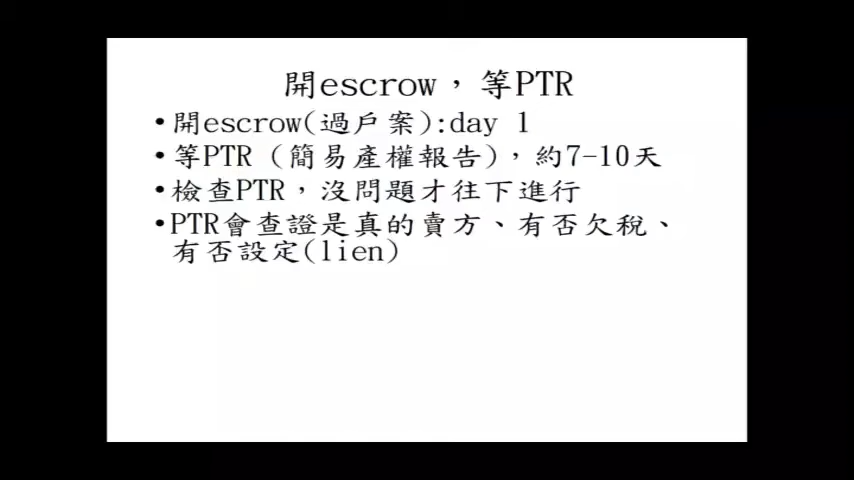 開escrow，等PTR
•開escrow(過戶案):day 1
•等PTR (簡易產權報告)，約7-10天
•檢查PTR，沒問題才往下進行
•PTR會查證是真的賣方、有否欠稅、
有否設定(lien)